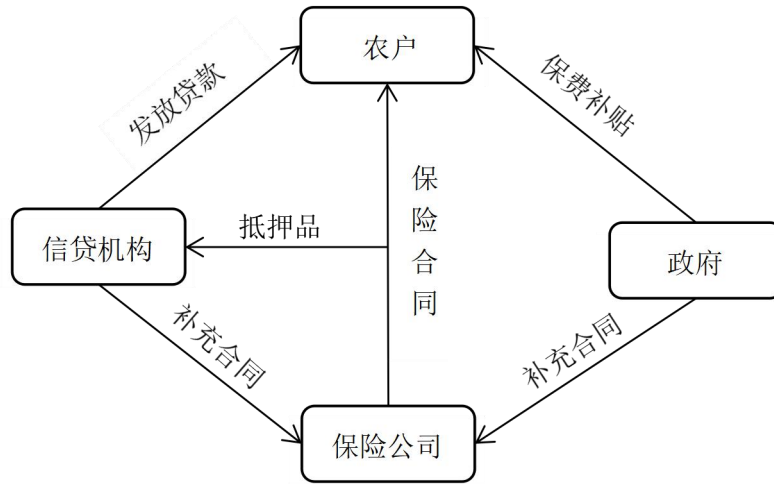 农户
发放贷款
保费补贴
保险合同
抵押品
信贷机构
政府
补充合同
补充合同
保险公司